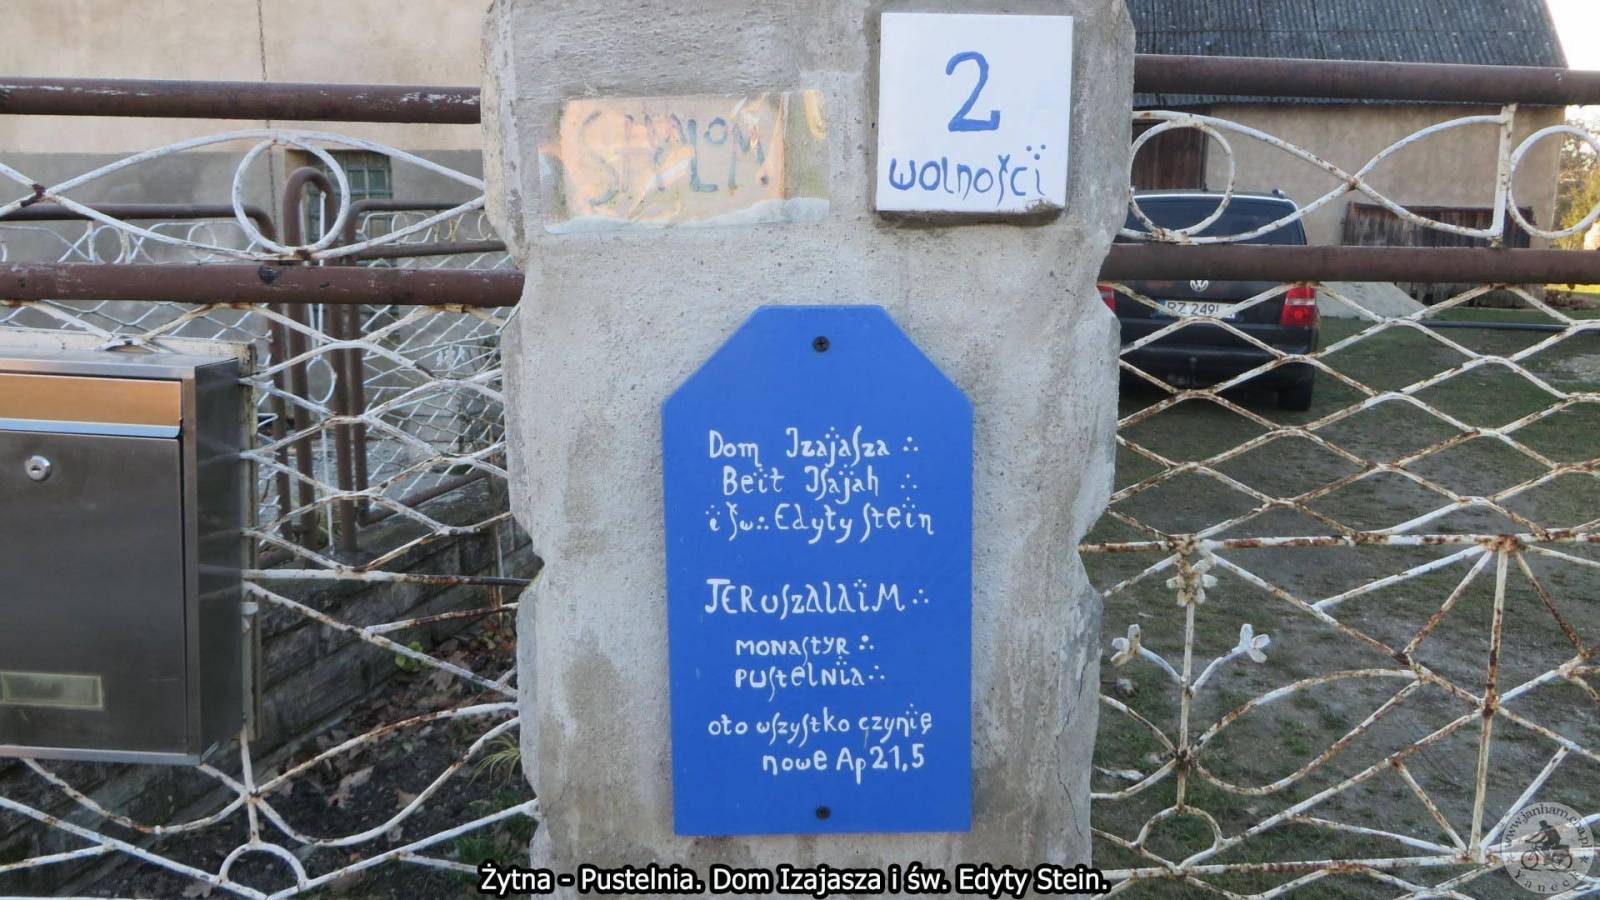 SHALOM
2
wolności
Dom Izajasza
Beit Isajah
i św. Edyty Stein
JERUSZALAIM
MONASTYR
PUSTELNIA
oto wszystko czynię
nowe Ap 21,5
Żytna - Pustelnia. Dom Izajasza i św. Edyty Stein.